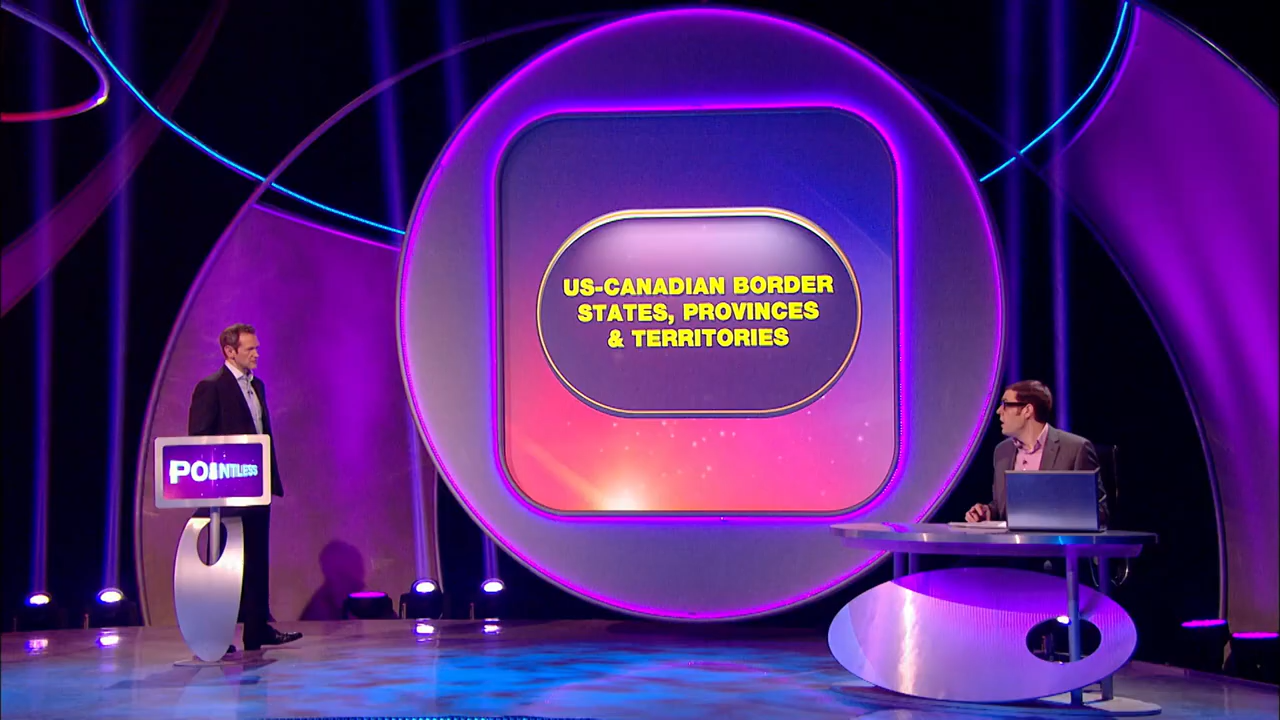 US-CANADIAN BORDER
STATES, PROVINCES
& TERRITORIES
POINTLESS